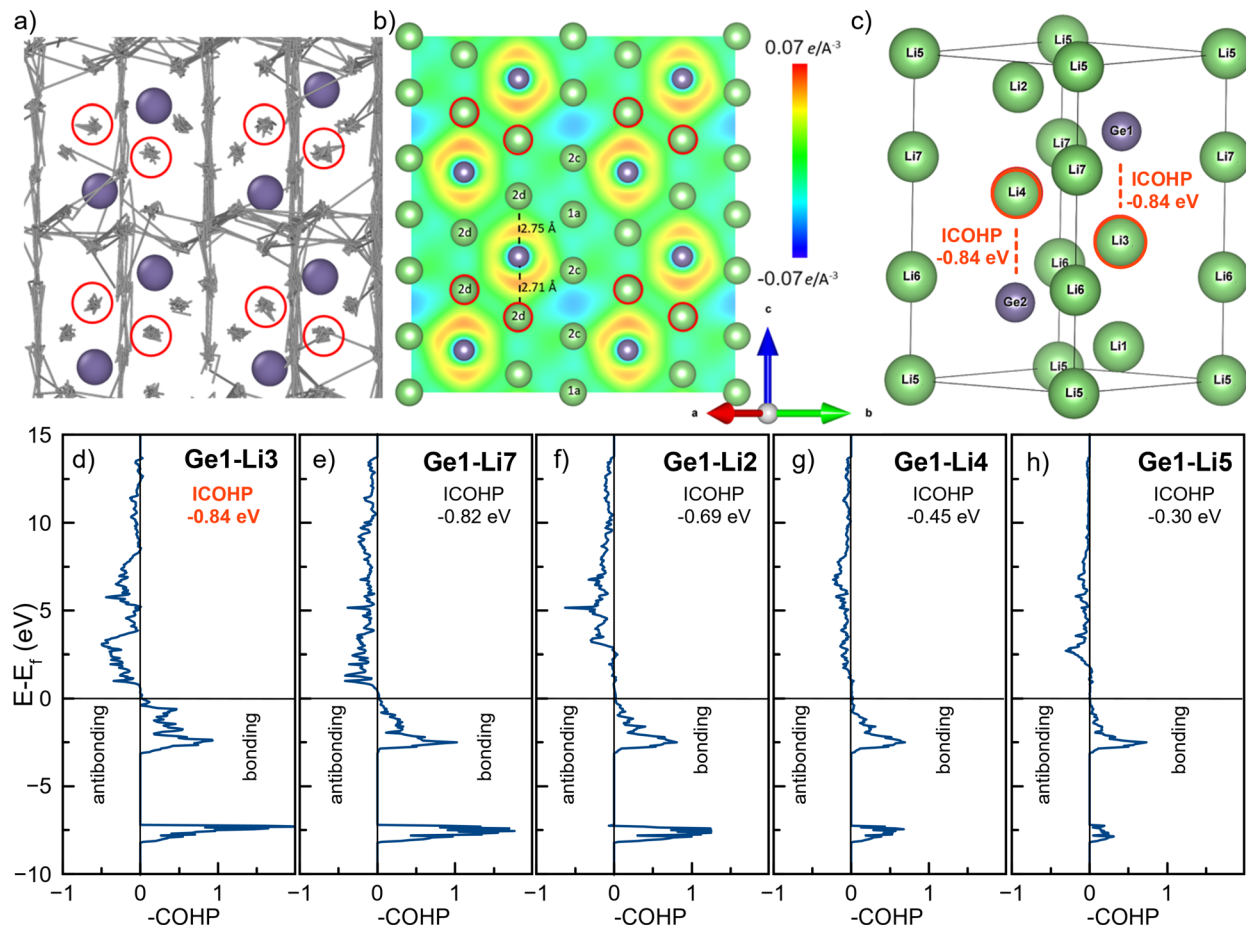 a)
b)
0.07 e/A-3
-0.07 e/A-3
2c
2d
1a
2.75 Å
2d
2c
2d
2.71 Å
2d
2c
1a
c
a
b
c)
Li5
Li5
Li5
Li5
Li2
Ge1
Li7
Li7
Li7
Li7
Li4
ICOHP
-0.84 eV
Li3
ICOHP
-0.84 eV
Li6
Li6
Li6
Li6
Ge2
Li1
Li5
Li5
Li5
Li5
E-Ef (eV)
15
10
5
0
−5
−10
d)
Ge1-Li3
ICOHP
-0.84 eV
antibonding
bonding
−1
0
1
-COHP
e)
Ge1-Li7
ICOHP
-0.82 eV
antibonding
bonding
−1
0
1
-COHP
f)
Ge1-Li2
ICOHP
-0.69 eV
antibonding
bonding
−1
0
1
-COHP
g)
Ge1-Li4
ICOHP
-0.45 eV
antibonding
bonding
−1
0
1
-COHP
h)
Ge1-Li5
ICOHP
-0.30 eV
antibonding
bonding
−1
0
1
−1
-COHP